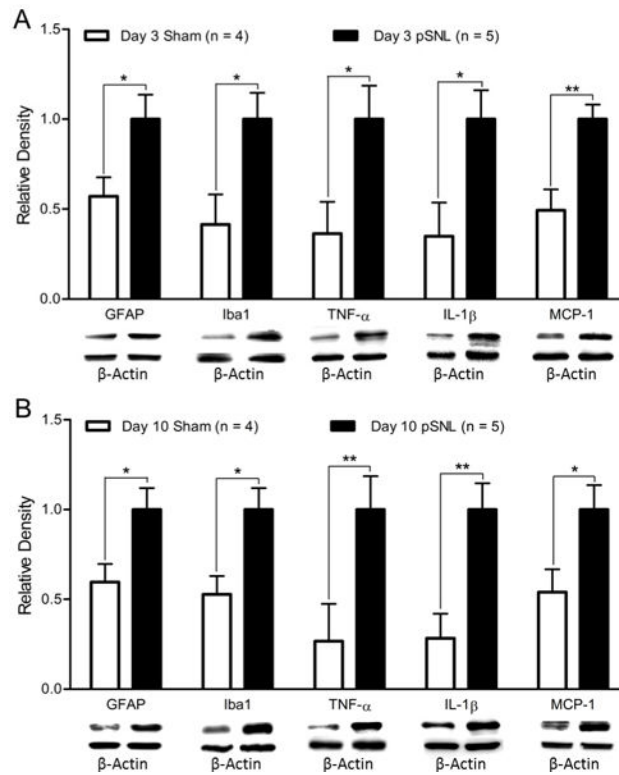 A
Day 3 Sham (n = 4) Day 3 pSNL (n = 5)
1.5
* * * * **
1.0
Relative Density
0.5
0.0
GFAP Iba1 TNF-α IL-1β MCP-1
β-Actin β-Actin β-Actin β-Actin β-Actin
B
Day 10 Sham (n = 4) Day 10 pSNL (n = 5)
1.5
* * ** ** *
1.0
Relative Density
0.5
0.0
GFAP Iba1 TNF-α IL-1β MCP-1
β-Actin β-Actin β-Actin β-Actin β-Actin